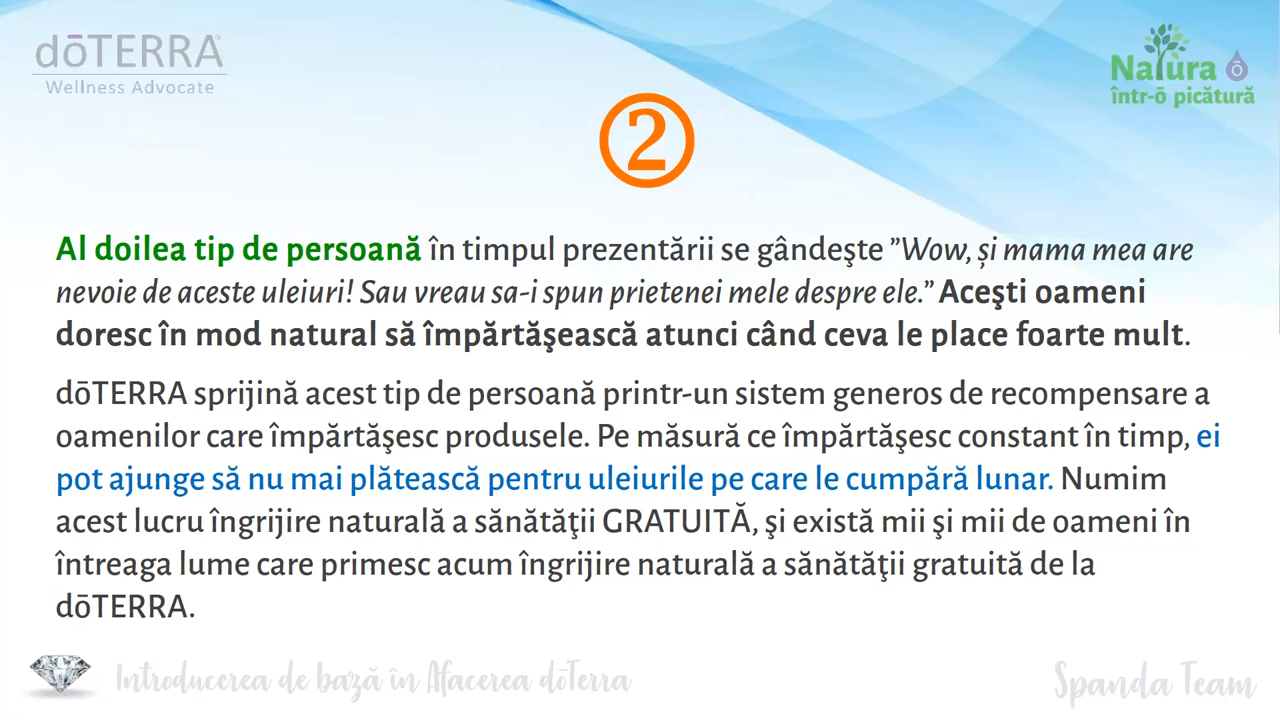 dōTERRA
Wellness Advocate
Natura ō
într-ō picătură
②
Al doilea tip de persoană în timpul prezentării se gândeşte ”Wow, și mama mea are
nevoie de aceste uleiuri! Sau vreau sa-i spun prietenei mele despre ele.” Aceşti oameni
doresc în mod natural să împărtăşească atunci când ceva le place foarte mult.
dōTERRA sprijină acest tip de persoană printr-un sistem generos de recompensare a
oamenilor care împărtăşesc produsele. Pe măsură ce împărtăşesc constant în timp, ei
pot ajunge să nu mai plătească pentru uleiurile pe care le cumpără lunar. Numim
acest lucru îngrijire naturală a sănătăţii GRATUITĂ, şi există mii şi mii de oameni în
întreaga lume care primesc acum îngrijire naturală a sănătăţii gratuită de la
dōTERRA.
Introducerea de bază în Afacerea dōTerra
Spanda Team